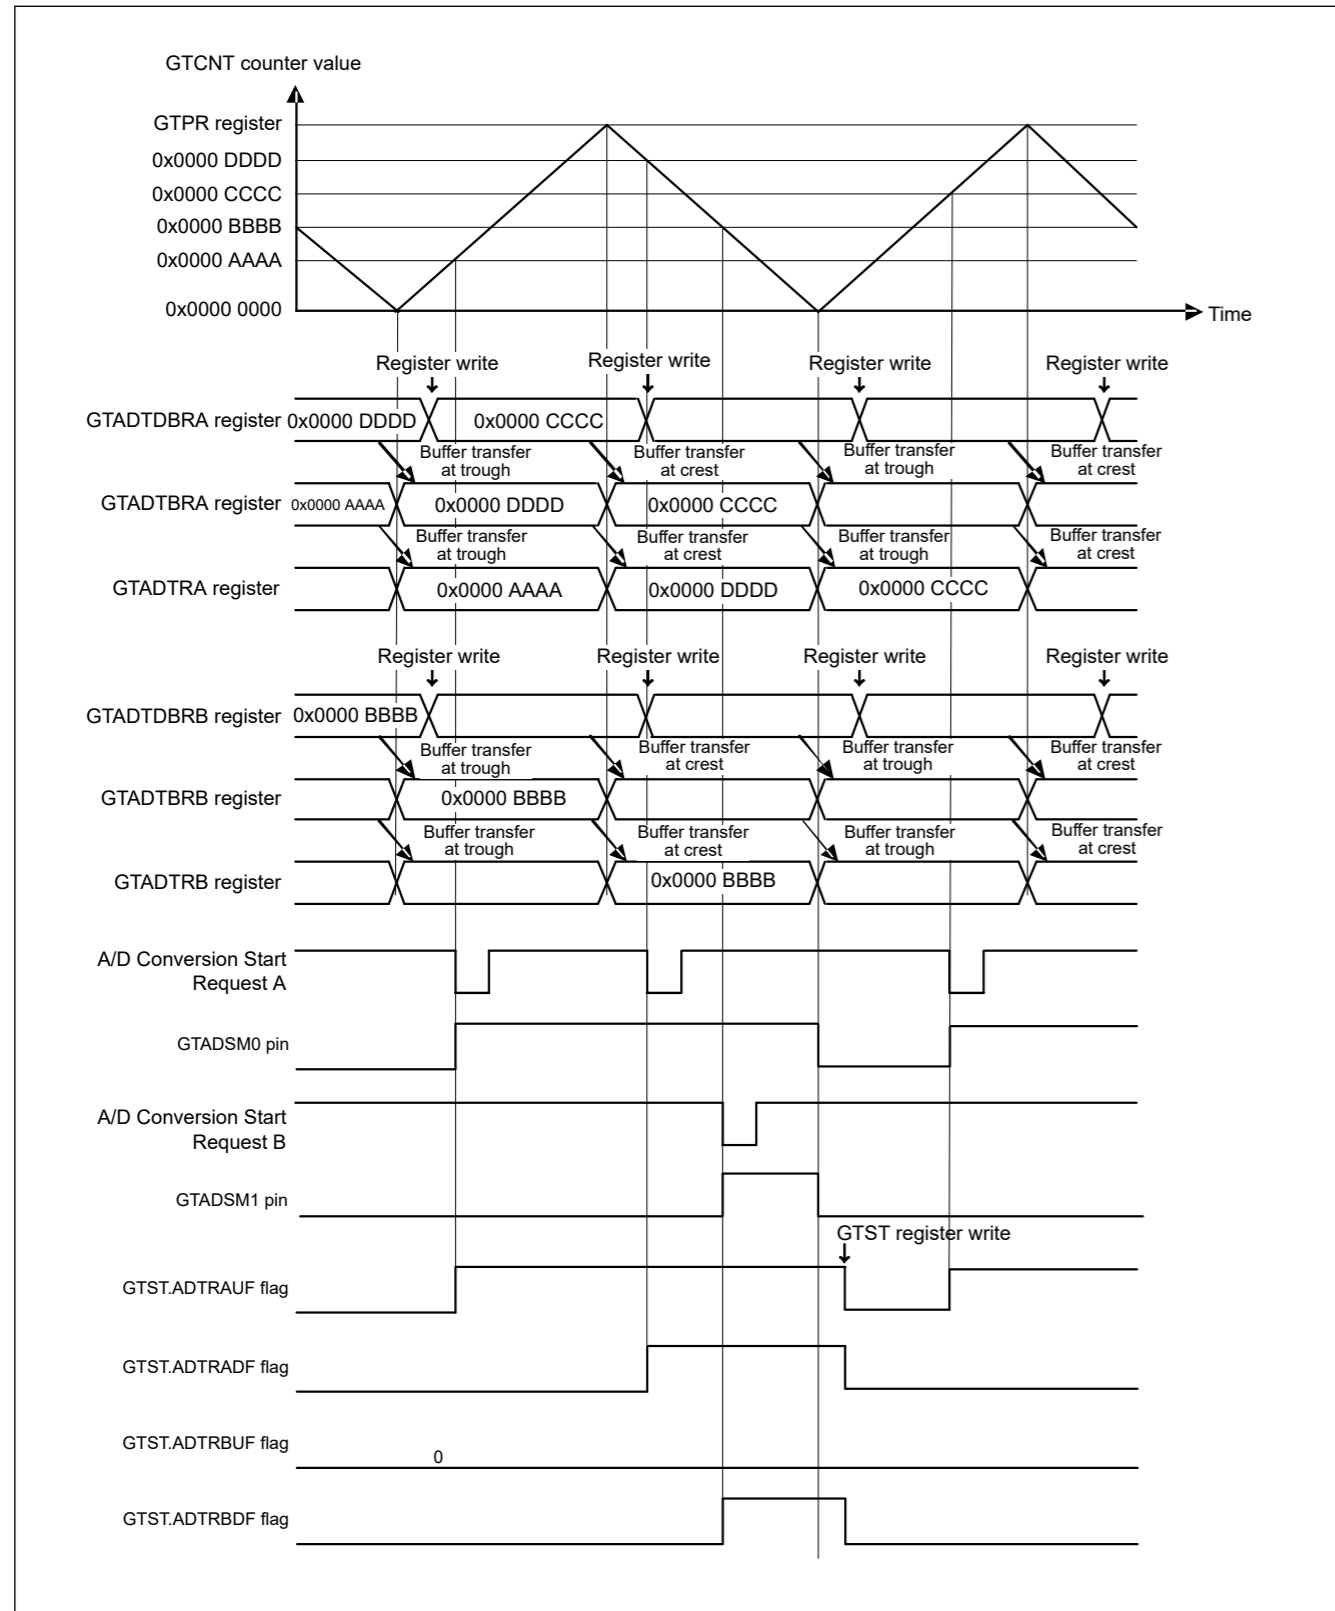 GTCNT counter value
GTPR register
0x0000 DDDD
0x0000 CCCC
0x0000 BBBB
0x0000 AAAA
0x0000 0000
Time
Register write
Register write
Register write
Register write
GTADTDBRA register
0x0000 DDDD
0x0000 CCCC
Buffer transfer
at trough
Buffer transfer
at crest
Buffer transfer
at trough
Buffer transfer
at crest
GTADTBRA register
0x0000 AAAA
0x0000 DDDD
0x0000 CCCC
Buffer transfer
at trough
Buffer transfer
at crest
Buffer transfer
at trough
Buffer transfer
at crest
GTADTRA register
0x0000 AAAA
0x0000 DDDD
0x0000 CCCC
Register write
Register write
Register write
Register write
GTADTDBRB register
0x0000 BBBB
Buffer transfer
at trough
Buffer transfer
at crest
Buffer transfer
at trough
Buffer transfer
at crest
GTADTBRB register
0x0000 BBBB
Buffer transfer
at trough
Buffer transfer
at crest
Buffer transfer
at trough
Buffer transfer
at crest
GTADTRB register
0x0000 BBBB
A/D Conversion Start
Request A
GTADSM0 pin
A/D Conversion Start
Request B
GTADSM1 pin
GTST register write
GTST.ADTRAUF flag
GTST.ADTRADF flag
GTST.ADTRBUF flag
0
GTST.ADTRBDF flag